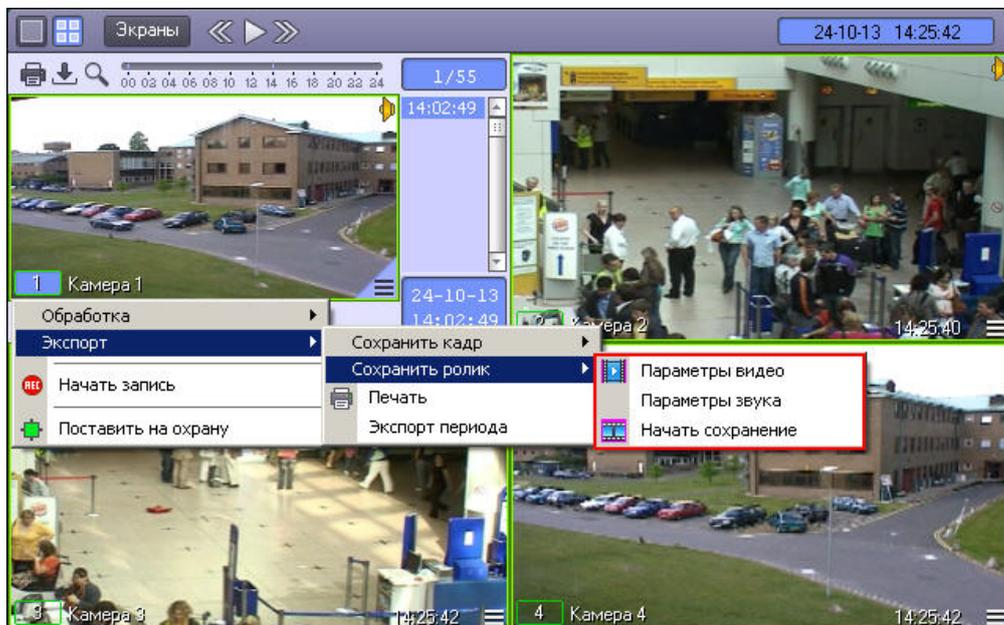 Экраны
24-10-13 14:25:42
00 02 04 06 08 10 12 14 16 18 20 22 24
1/55
14:02:49
1 Камера 1
24-10-13
14:02:49
2 Камера 2 14:25:40
Обработка
Экспорт
REC Начать запись
Поставить на охрану
Сохранить кадр
Сохранить ролик
Печать
Экспорт периода
Параметры видео
Параметры звука
Начать сохранение
3 Камера 3 14:25:42
4 Камера 4 14:25:42